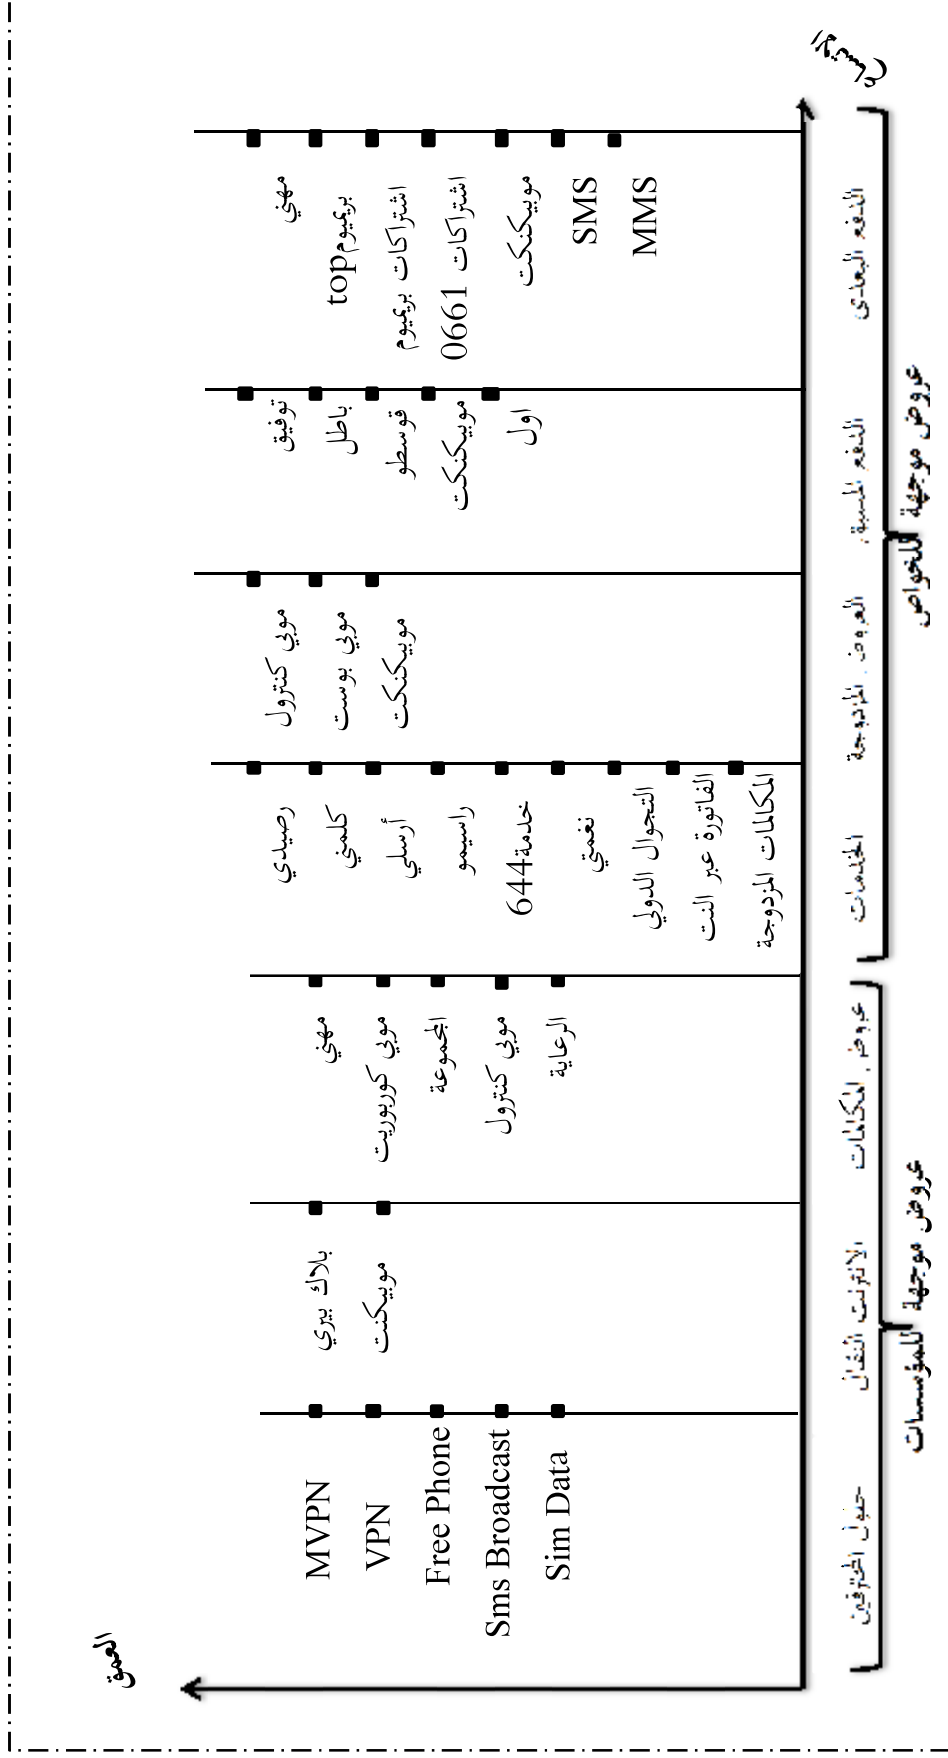 العمق
مهني
بريميومtop
اشتراكات بريميوم
اشتراكات 0661
موبيكنكت
SMS
MMS
توفيق
باطل
قوسطو
موبيكنكت
اول
موبي كنترول
موبي بوست
موبيكنكت
رصيدي
كلمني
أرسلي
راسيمو
خدمة644
نغمتي
التجوال الدولي
الفاتورة عبر النت
المكالمات المزدوجة
مهني
موبي كوربوريت
المجموعة
موبي كنترول
الرعاية
بلاك بيري
موبيكنت
MVPN
VPN
Free Phone
Sms Broadcast
Sim Data
الدفع البعدي
الدفع المسبق
العروض المزدوجة
الخدمات
عروض المكالمات
الانترنت النقال
حلول المحترفين
عروض موجهة للخواص
عروض موجهة للمؤسسات